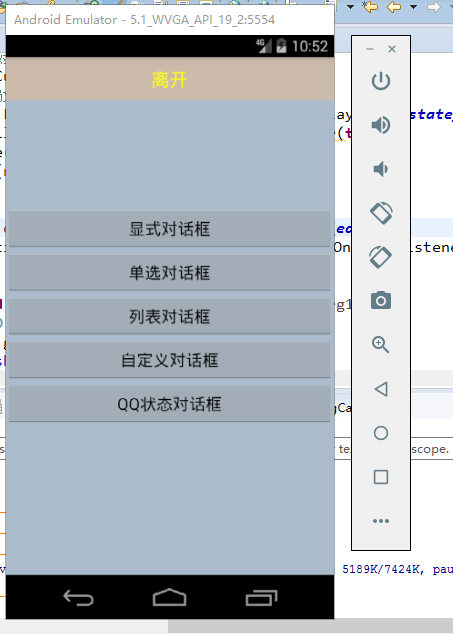 Android Emulator - 5.1_WVGA_API_19_2:5554
4G 10:52
离开
显式对话框
单选对话框
列表对话框
自定义对话框
QQ状态对话框
5189K/7424K, pau